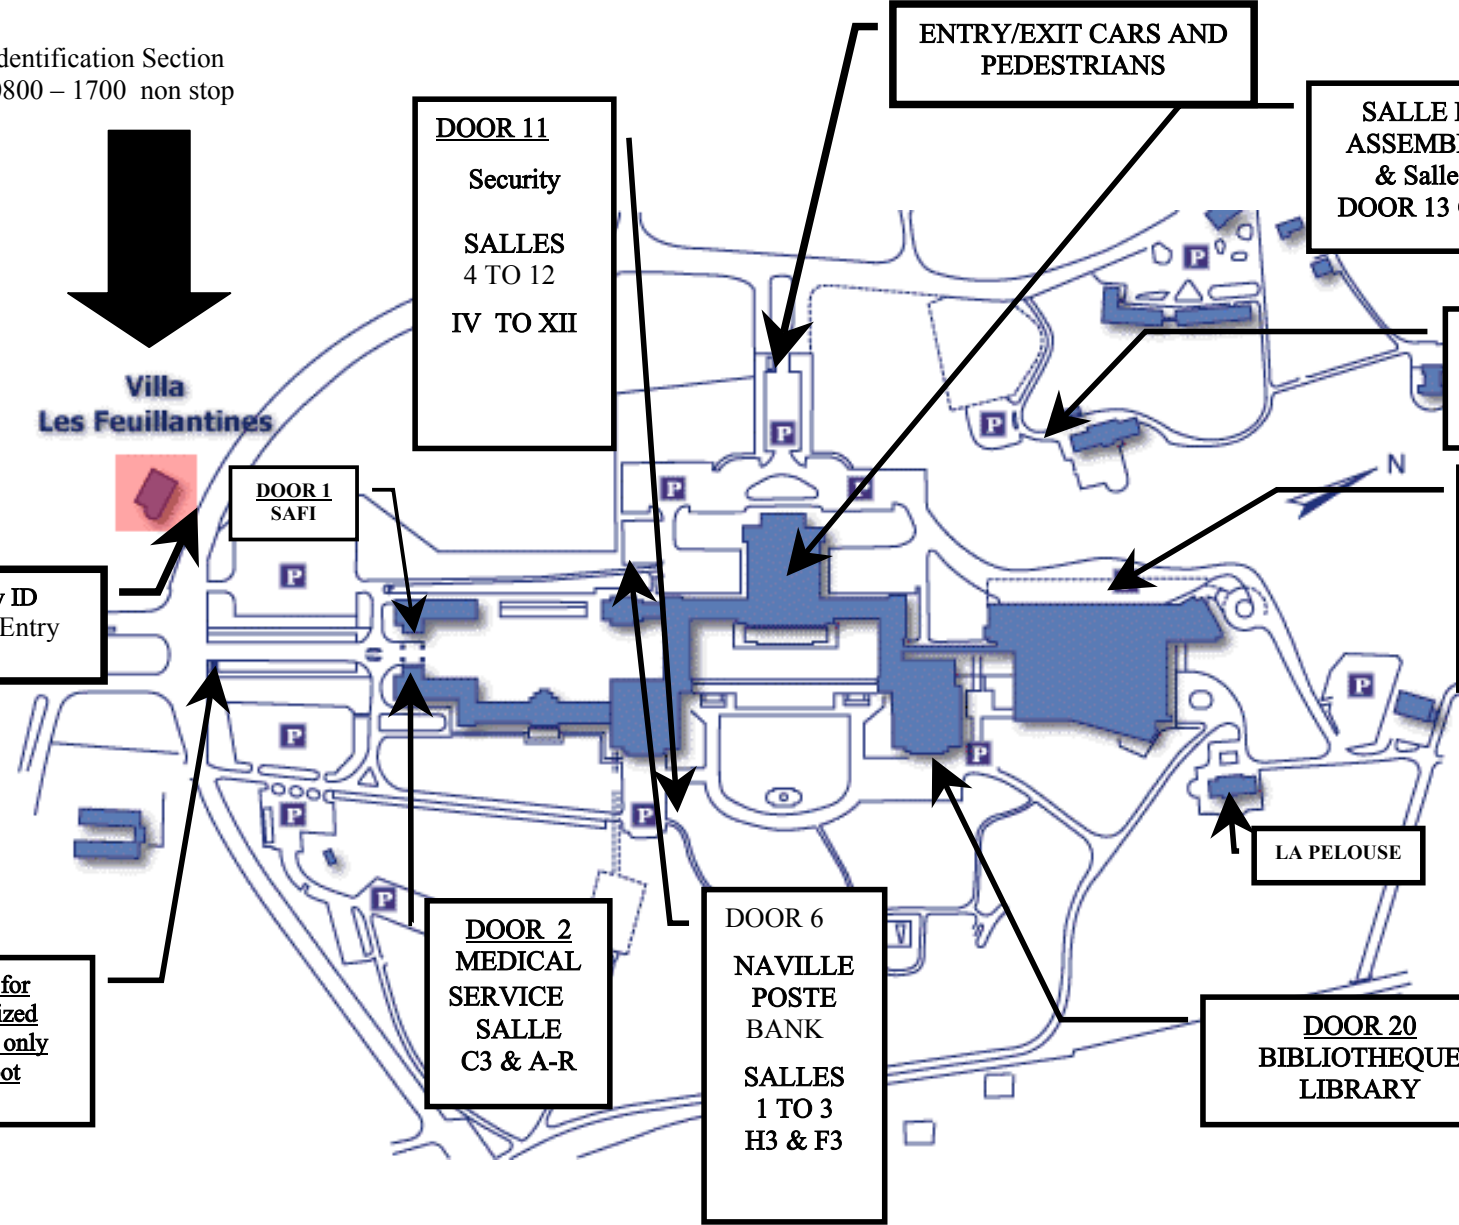 dentification Section
0800 – 1700 non stop
ENTRY/EXIT CARS AND
PEDESTRIANS
DOOR 11
Security
SALLES
4 TO 12
IV TO XII
SALLE
ASSEMB
& Salle
DOOR 13
Villa
Les Feuillantines
DOOR 1
SAFI
P
P
P
P
P
P
N
ID
Entry
P
P
P
P
P
P
P
LA PELOUSE
DOOR 2
MEDICAL
SERVICE
SALLE
C3 & A-R
DOOR 6
NAVILLE
POSTE
BANK
SALLES
1 TO 3
H3 & F3
for
ized
only
ot
DOOR 20
BIBLIOTHEQUE
LIBRARY